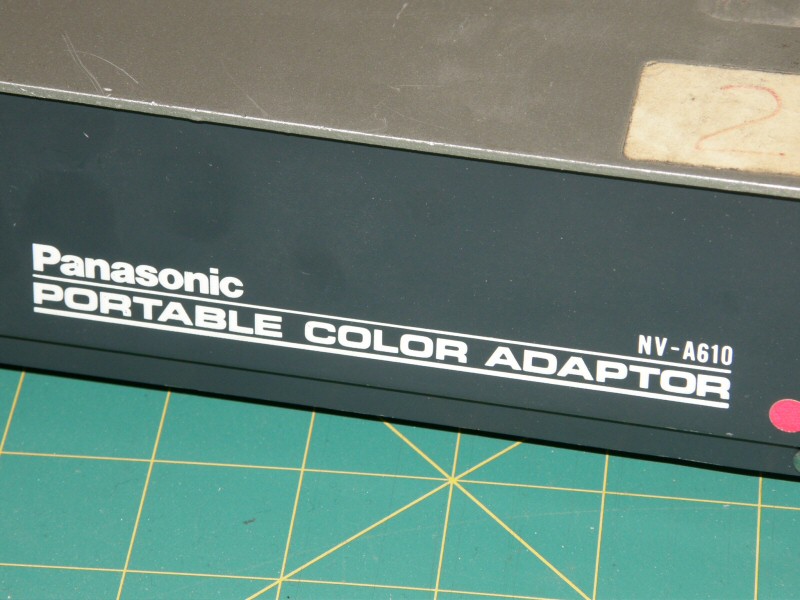 2
Panasonic
NV-A610
PORTABLE COLOR ADAPTOR